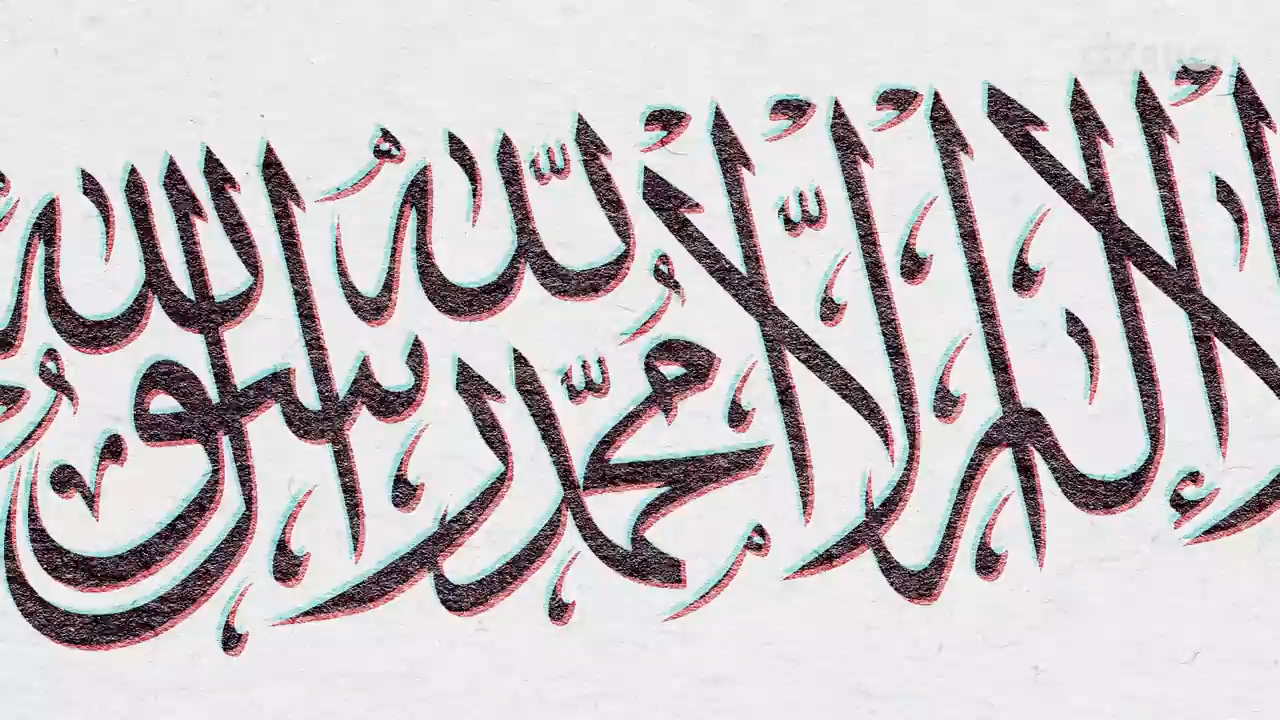 لا إله إلا الله محمد رسول الله